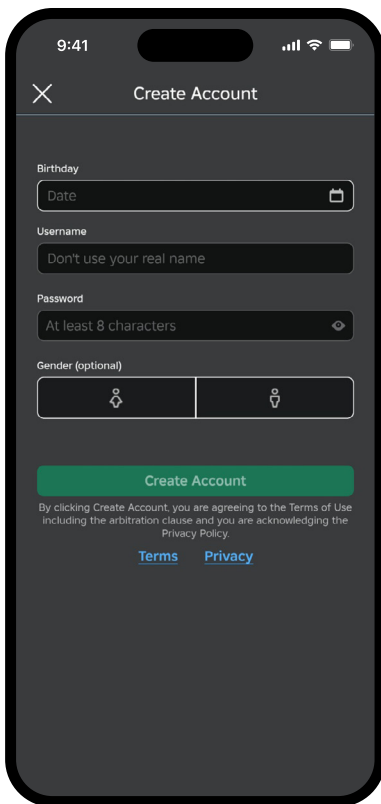 9:41
Create Account
Birthday
Date
Username
Don't use your real name
Password
At least 8 characters
Gender (optional)
Create Account
By clicking Create Account, you are agreeing to the Terms of Use
including the arbitration clause and you are acknowledging the
Privacy Policy.
Terms Privacy